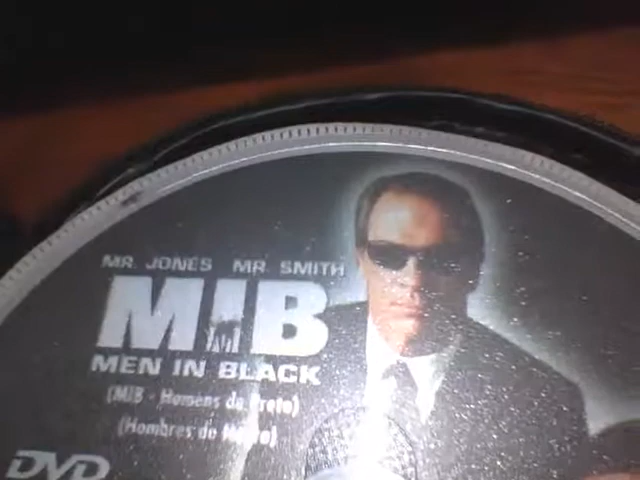 MR. JONES MR. SMITH
MIB
MEN IN BLACK
(MIB - Homens de Preto)
(Hombres de Negro)
DVD